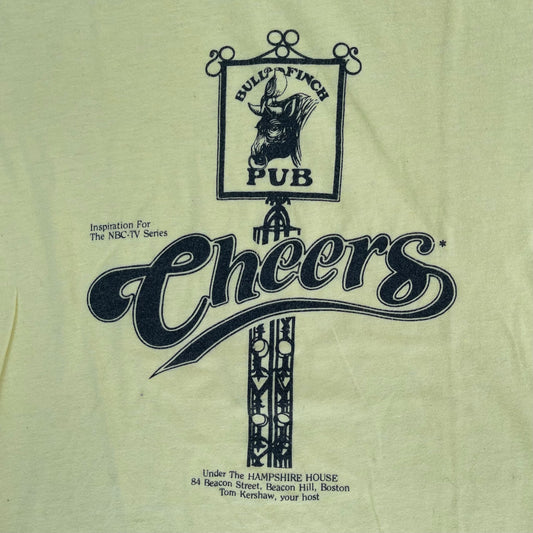 BULL & FINCH
PUB
Inspiration For
The NBC-TV Series
Cheers*
Under The HAMPSHIRE HOUSE
84 Beacon Street, Beacon Hill, Boston
Tom Kershaw, your host